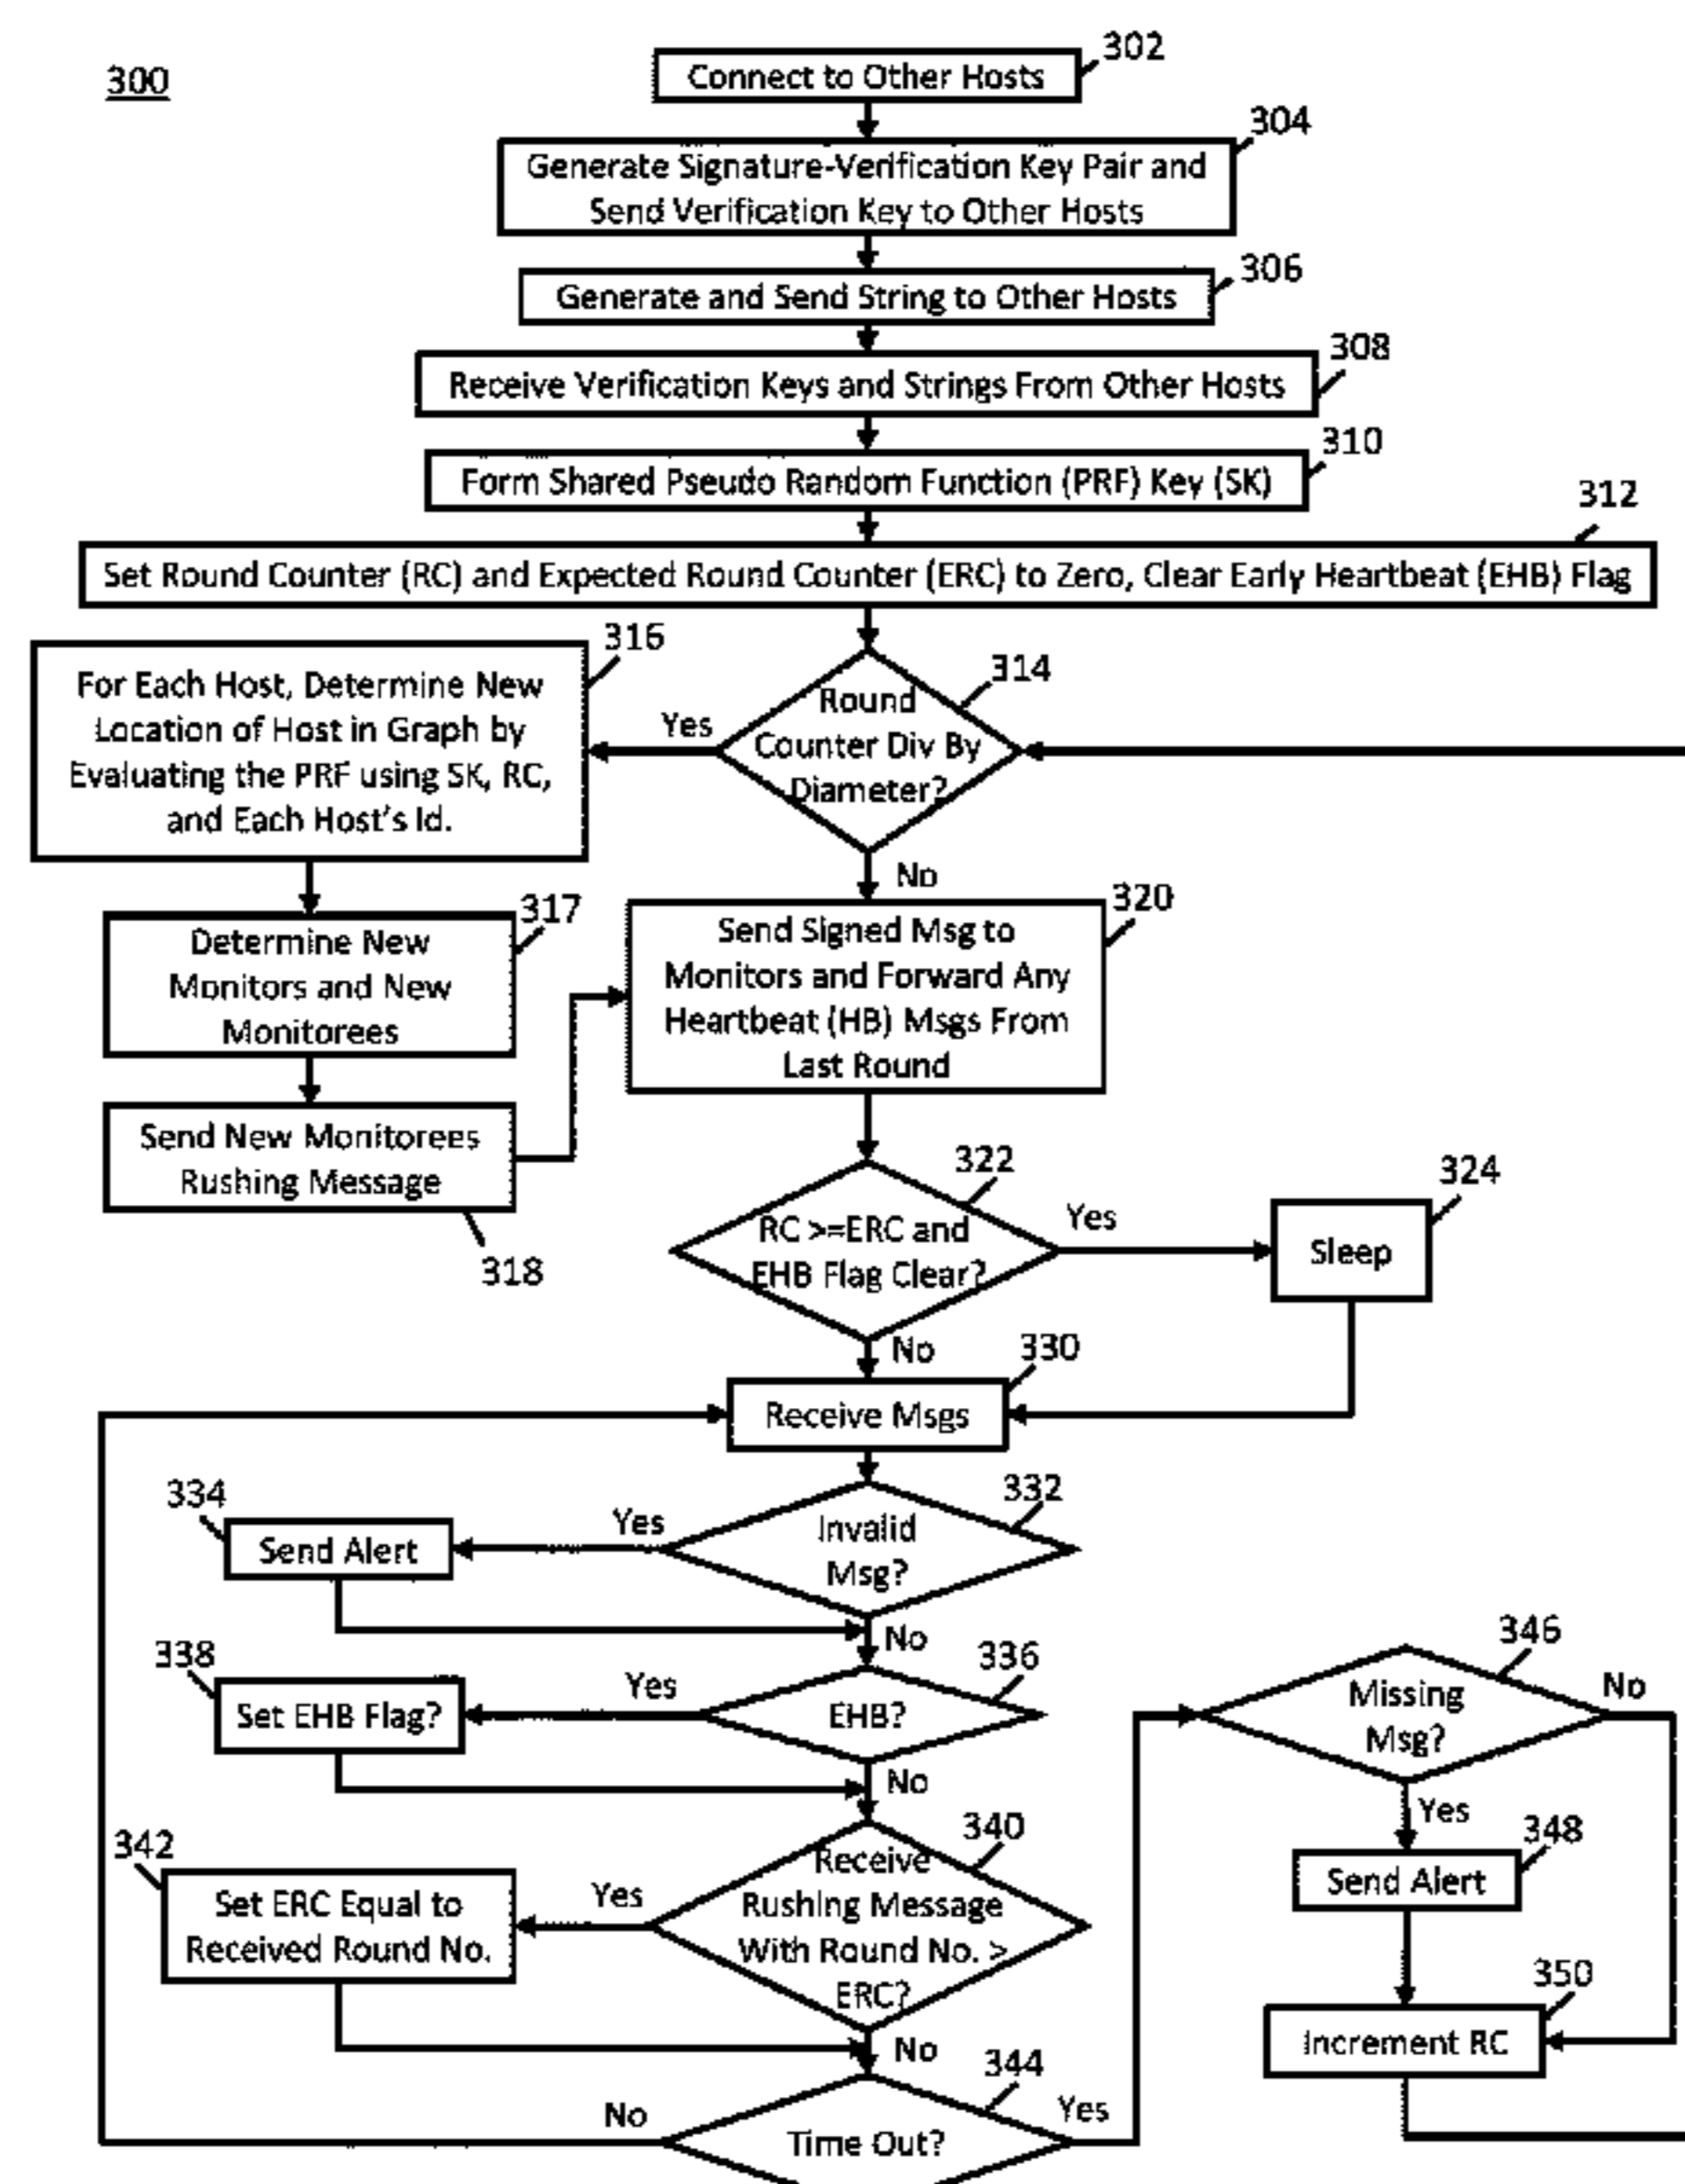 300
302
Connect to Other Hosts
304
Generate Signature-Verification Key Pair and
Send Verification Key to Other Hosts
306
Generate and Send String to Other Hosts
308
Receive Verification Keys and Strings From Other Hosts
310
Form Shared Pseudo Random Function (PRF) Key (SK)
312
Set Round Counter (RC) and Expected Round Counter (ERC) to Zero, Clear Early Heartbeat (EHB) Flag
314
Round
Counter Div By
Diameter?
Yes
No
316
For Each Host, Determine New
Location of Host in Graph by
Evaluating the PRF using SK, RC,
and Each Host's Id.
317
Determine New
Monitors and New
Monitorees
Send New Monitorees
Rushing Message
318
320
Send Signed Msg to
Monitors and Forward Any
Heartbeat (HB) Msgs From
Last Round
322
RC >=ERC and
EHB Flag Clear?
Yes
No
324
Sleep
330
Receive Msgs
332
Invalid
Msg?
Yes
No
334
Send Alert
336
EHB?
Yes
No
338
Set EHB Flag?
340
Receive
Rushing Message
With Round No. >
ERC?
Yes
No
342
Set ERC Equal to
Received Round No.
344
Time Out?
No
Yes
346
Missing
Msg?
No
Yes
348
Send Alert
350
Increment RC